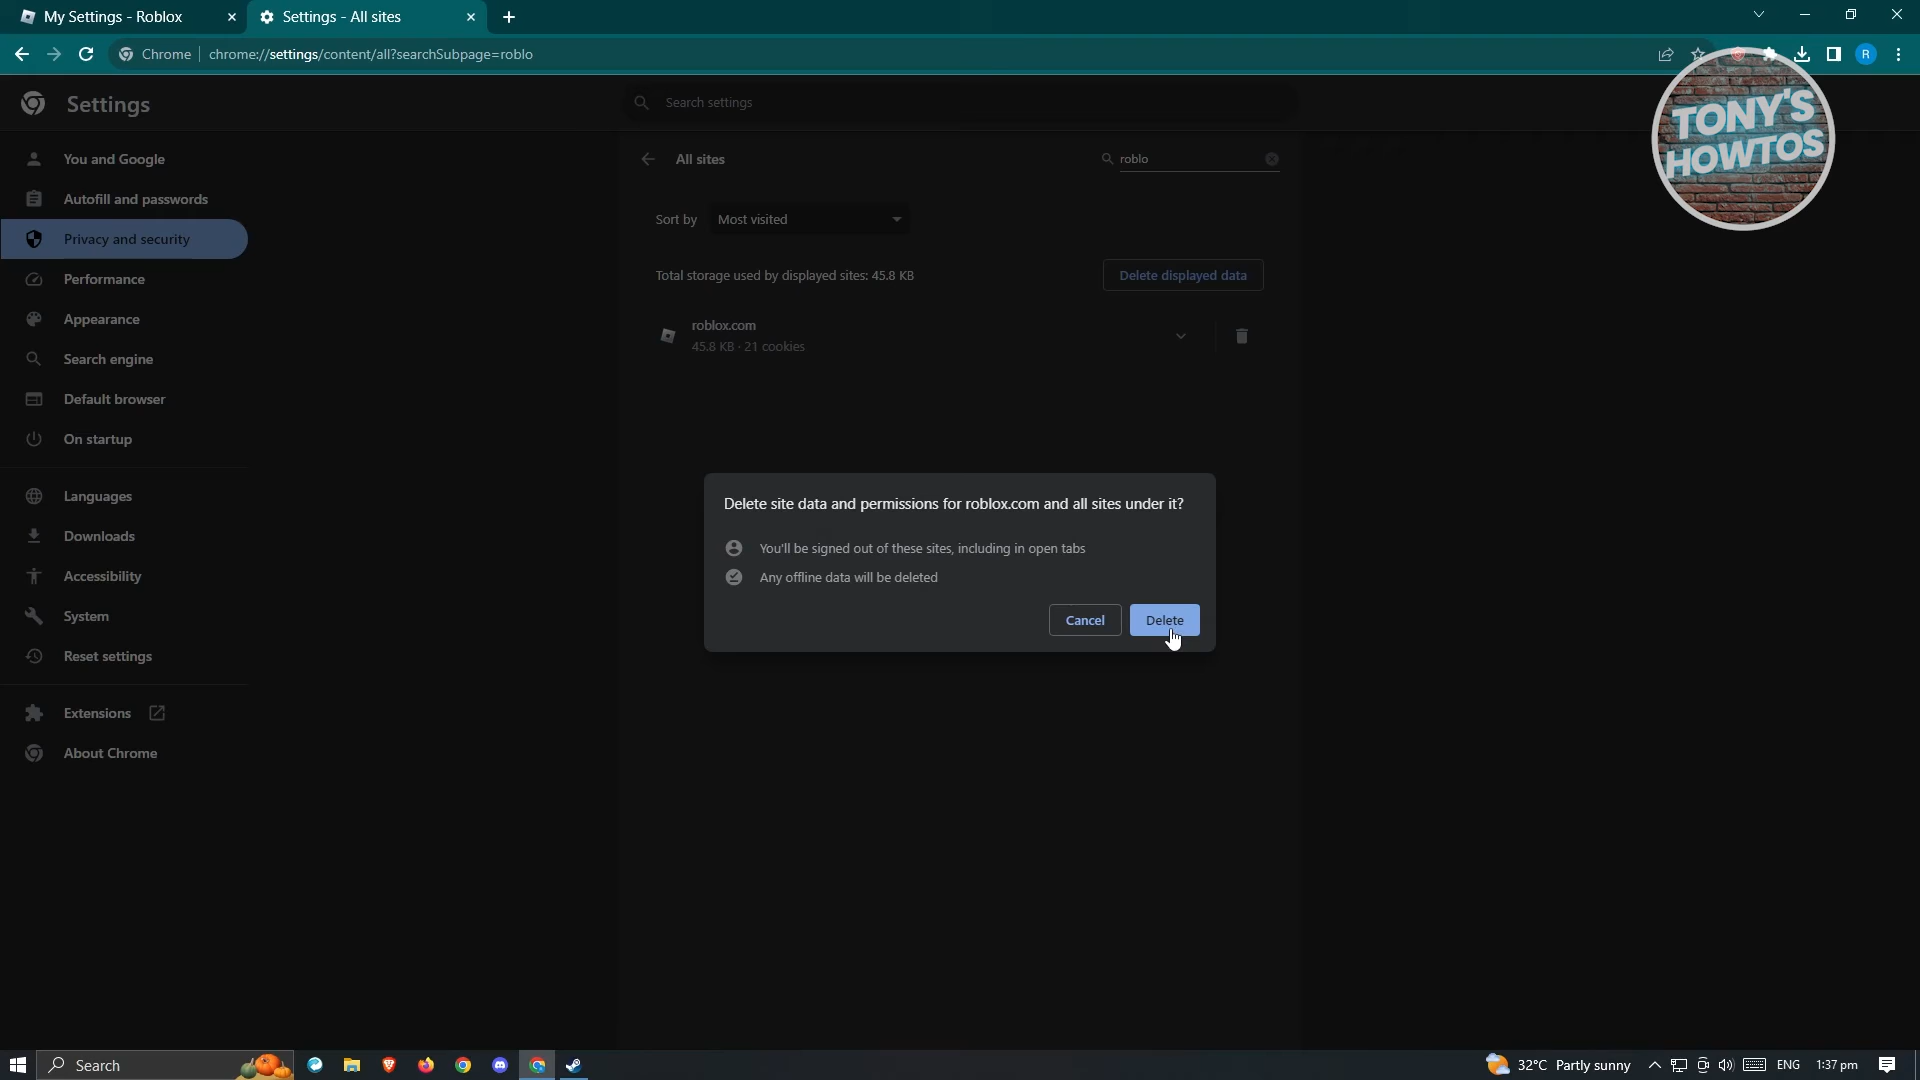 My Settings - Roblox
Settings - All sites
Chrome
chrome://settings/content/all?searchSubpage=roblo
R
Settings
Search settings
TONY'S
HOWTOS
You and Google
Autofill and passwords
Privacy and security
Performance
Appearance
Search engine
Default browser
On startup
Languages
Downloads
Accessibility
System
Reset settings
Extensions
About Chrome
All sites
roblo
Sort by
Most visited
Total storage used by displayed sites: 45.8 KB
Delete displayed data
roblox.com
45.8 KB · 21 cookies
Delete site data and permissions for roblox.com and all sites under it?
You'll be signed out of these sites, including in open tabs
Any offline data will be deleted
Cancel
Delete
Search
32°C Partly sunny
ENG
1:37 pm